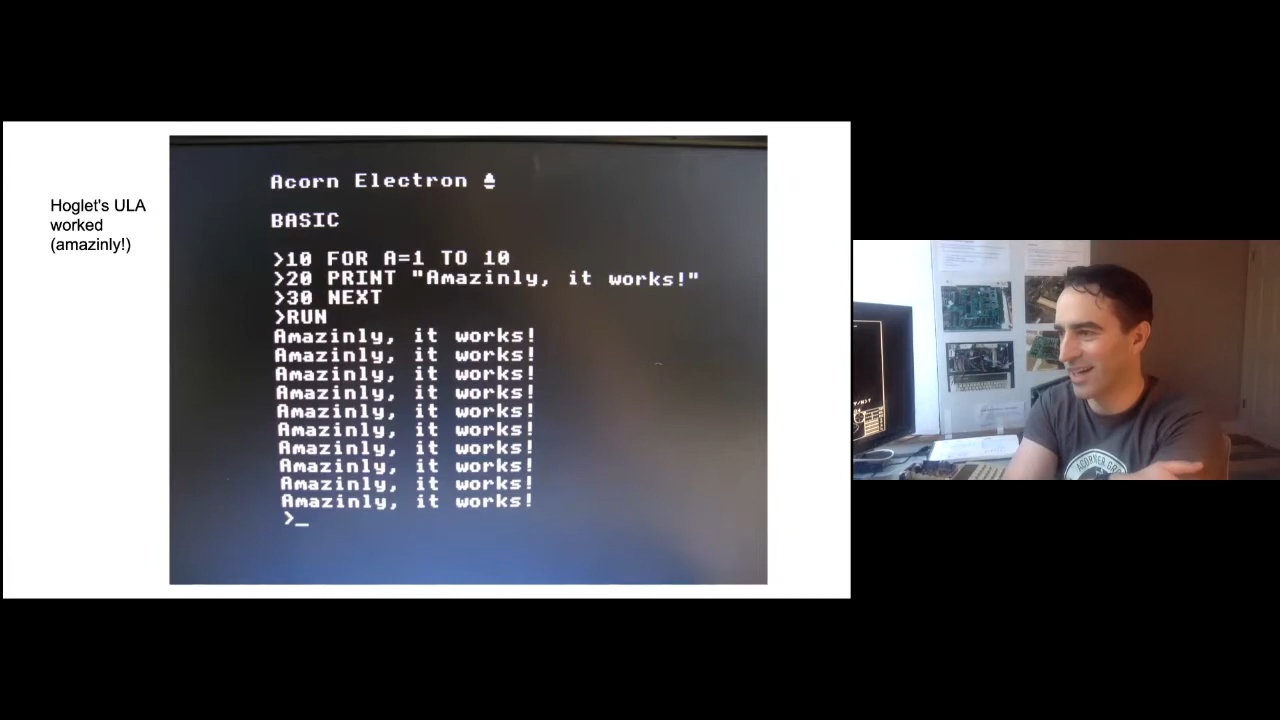 Hoglet's ULA
worked
(amazinly!)
Acorn Electron
BASIC
>10 FOR A=1 TO 10
>20 PRINT "Amazinly, it works!"
>30 NEXT
>RUN
Amazinly, it works!
Amazinly, it works!
Amazinly, it works!
Amazinly, it works!
Amazinly, it works!
Amazinly, it works!
Amazinly, it works!
Amazinly, it works!
Amazinly, it works!
Amazinly, it works!
>_